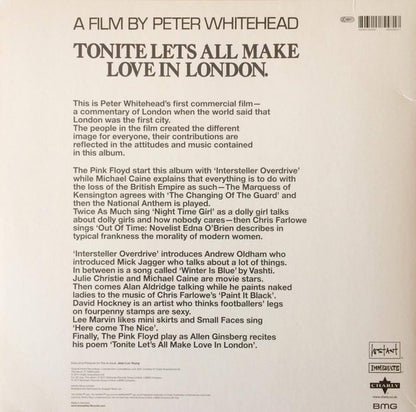 A FILM BY PETER WHITEHEAD
TONITE LETS ALL MAKE
LOVE IN LONDON.
This is Peter Whitehead's first commercial film—
a commentary of London when the world said that
London was the first city.
The people in the film created the different
image for everyone, their contributions are
reflected in the attitudes and music contained
in this album.
The Pink Floyd start this album with 'Intersteller Overdrive'
while Michael Caine explains that everything is to do with
the loss of the British Empire as such—The Marquess of
Kensington agrees with 'The Changing Of The Guard' and
then the National Anthem is played.
Twice As Much sing 'Night Time Girl' as a dolly girl talks
about dolly girls and how nobody cares—then Chris Farlowe
sings 'Out Of Time: Novelist Edna O'Brien describes in
typical frankness the morality of modern women.
'Intersteller Overdrive' introduces Andrew Oldham who
introduced Mick Jagger who talks about a lot of things.
In between is a song called 'Winter Is Blue' by Vashti.
Julie Christie and Michael Caine are movie stars.
Then comes Alan Aldridge talking while he paints naked
ladies to the music of Chris Farlowe's 'Paint It Black'.
David Hockney is an artist who thinks footballers' legs
on fourpenny stamps are sexy.
Lee Marvin likes mini skirts and Small Faces sing
'Here come The Nice'.
Finally, The Pink Floyd play as Allen Ginsberg recites
his poem 'Tonite Let's All Make Love In London'.
INSTANT
IMMEDIATE
CHARLY
BMG